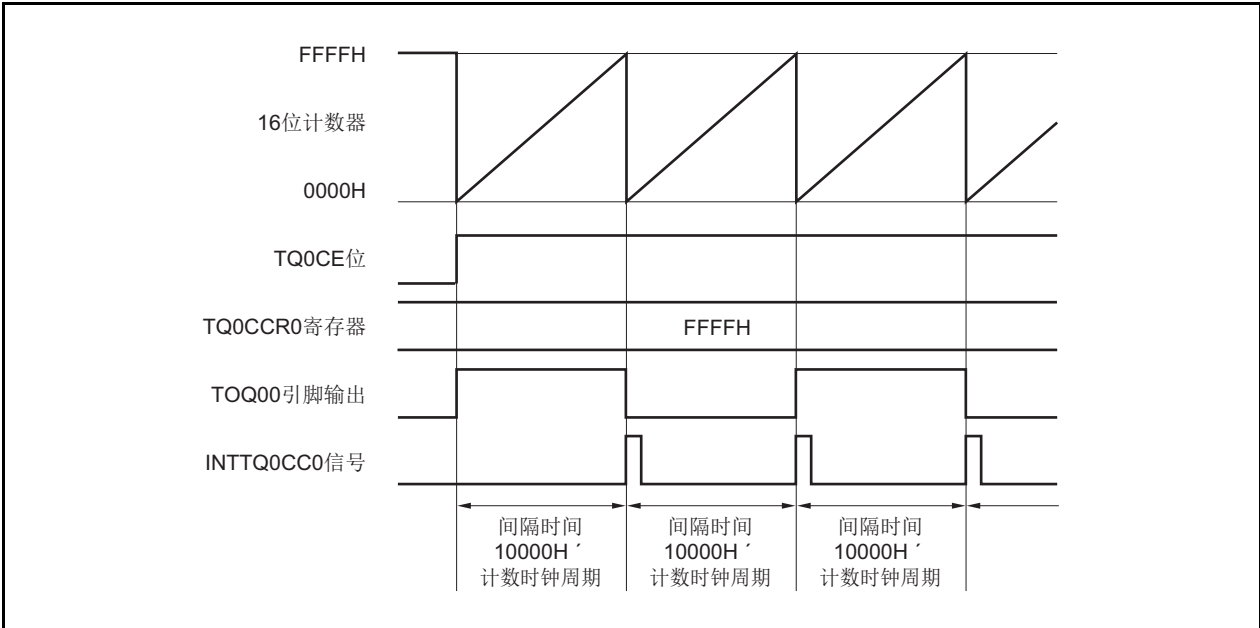 FFFFH
16位计数器
0000H
TQ0CE位
TQ0CCR0寄存器
FFFFH
TOQ00引脚输出
INTTQ0CC0信号
间隔时间
10000H ´
计数时钟周期
间隔时间
10000H ´
计数时钟周期
间隔时间
10000H ´
计数时钟周期